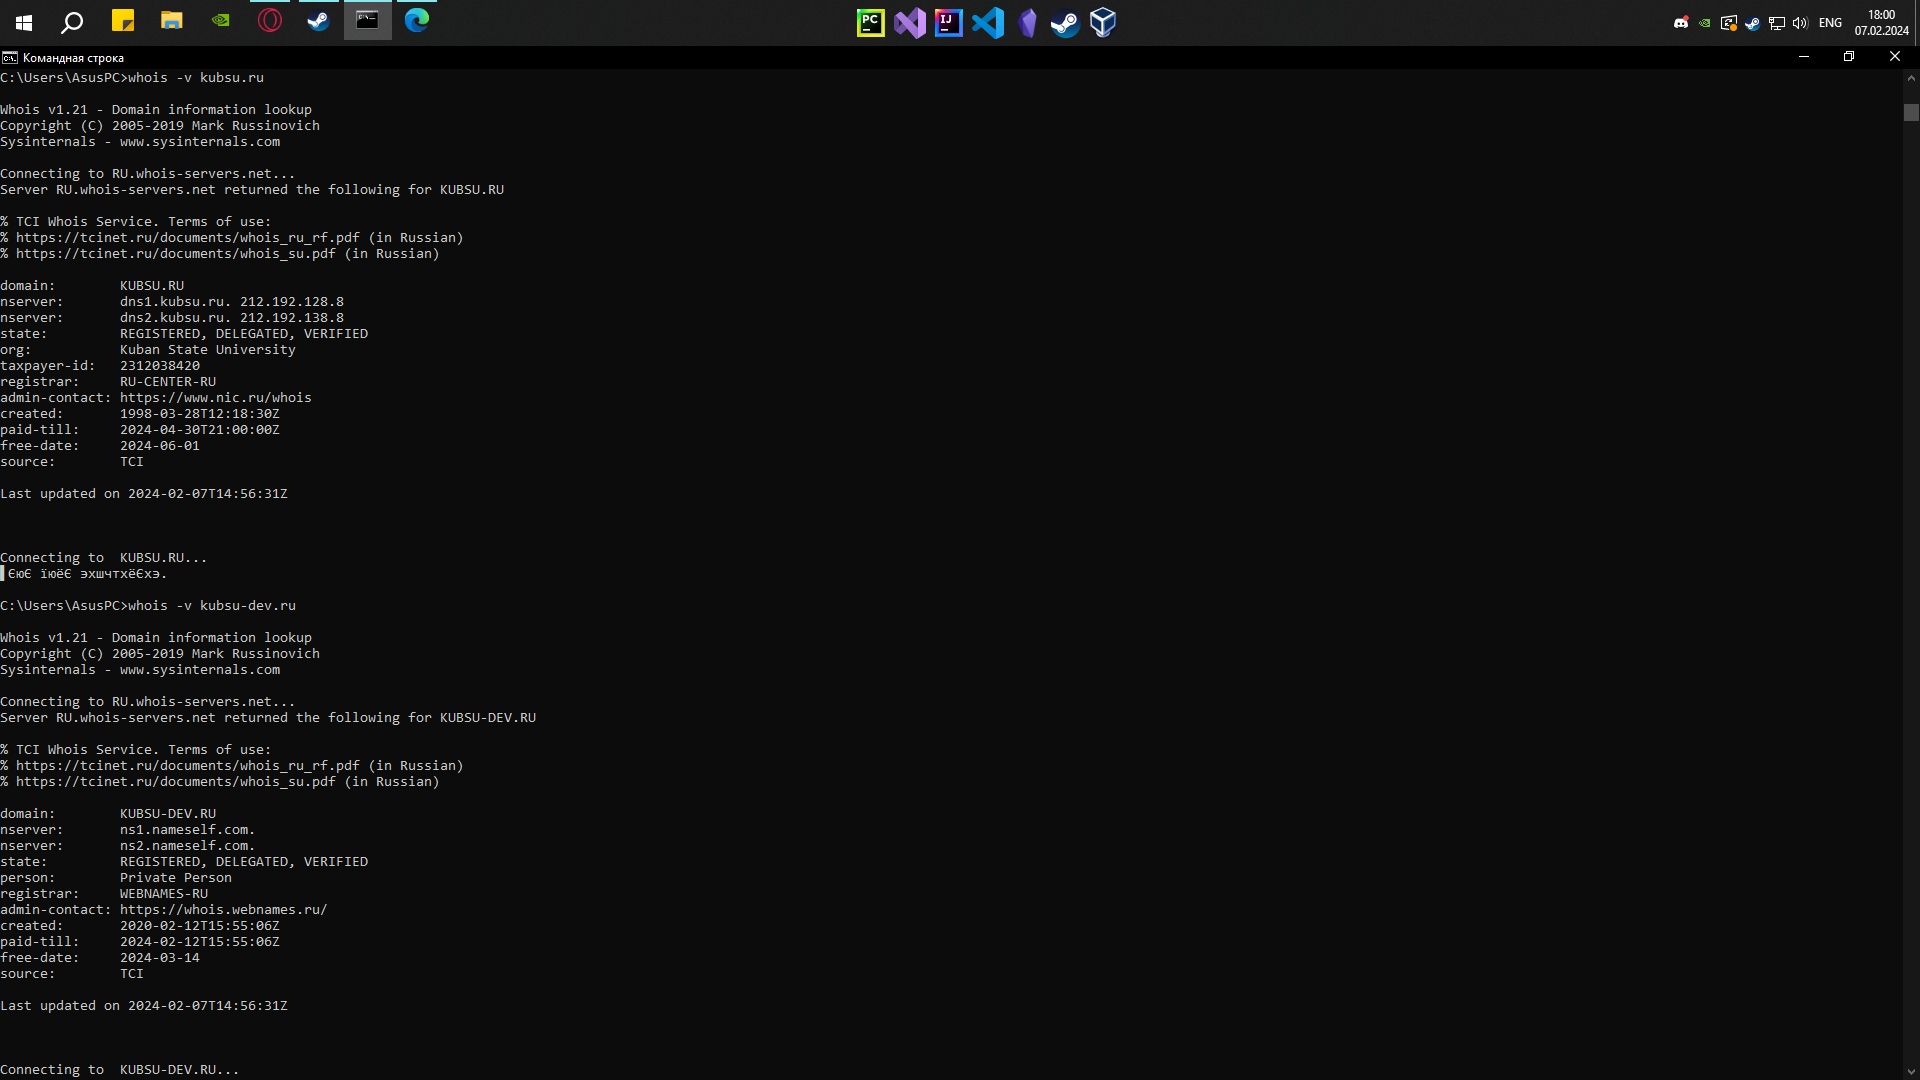 PC
IJ
ENG
18:00
07.02.2024
Командная строка
C:\Users\AsusPC>whois -v kubsu.ru
Whois v1.21 - Domain information lookup
Copyright (C) 2005-2019 Mark Russinovich
Sysinternals - www.sysinternals.com
Connecting to RU.whois-servers.net...
Server RU.whois-servers.net returned the following for KUBSU.RU
% TCI Whois Service. Terms of use:
% https://tcinet.ru/documents/whois_ru_rf.pdf (in Russian)
% https://tcinet.ru/documents/whois_su.pdf (in Russian)
domain:        KUBSU.RU
nserver:       dns1.kubsu.ru. 212.192.128.8
nserver:       dns2.kubsu.ru. 212.192.138.8
state:         REGISTERED, DELEGATED, VERIFIED
org:           Kuban State University
taxpayer-id:   2312038420
registrar:     RU-CENTER-RU
admin-contact: https://www.nic.ru/whois
created:       1998-03-28T12:18:30Z
paid-till:     2024-04-30T21:00:00Z
free-date:     2024-06-01
source:        TCI
Last updated on 2024-02-07T14:56:31Z
Connecting to  KUBSU.RU...
▌ЄюЄ їюёЄ эхшчтхёЄхэ.
C:\Users\AsusPC>whois -v kubsu-dev.ru
Whois v1.21 - Domain information lookup
Copyright (C) 2005-2019 Mark Russinovich
Sysinternals - www.sysinternals.com
Connecting to RU.whois-servers.net...
Server RU.whois-servers.net returned the following for KUBSU-DEV.RU
% TCI Whois Service. Terms of use:
% https://tcinet.ru/documents/whois_ru_rf.pdf (in Russian)
% https://tcinet.ru/documents/whois_su.pdf (in Russian)
domain:        KUBSU-DEV.RU
nserver:       ns1.nameself.com.
nserver:       ns2.nameself.com.
state:         REGISTERED, DELEGATED, VERIFIED
person:        Private Person
registrar:     WEBNAMES-RU
admin-contact: https://whois.webnames.ru/
created:       2020-02-12T15:55:06Z
paid-till:     2024-02-12T15:55:06Z
free-date:     2024-03-14
source:        TCI
Last updated on 2024-02-07T14:56:31Z
Connecting to  KUBSU-DEV.RU...